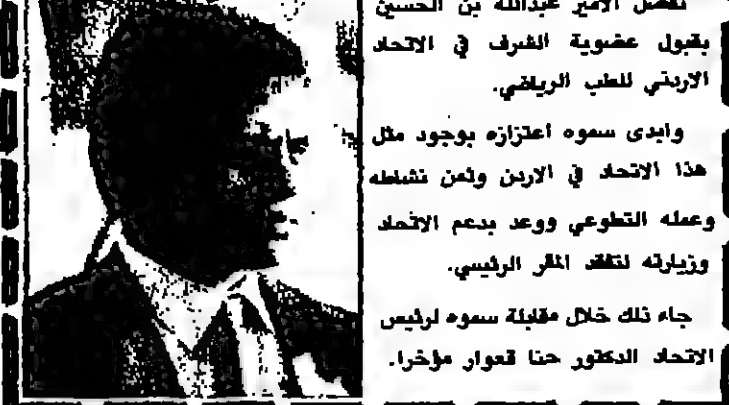 تفضل الامير عبدالله بن الحسين
بقبول عضوية الشرف في الاتحاد
الاردني للطب الرياضي.
وابدى سموه اعتزازه بوجود مثل
هذا الاتحاد في الاردن وثمن نشاطه
وعمله التطوعي ووعد بدعم الاتحاد
وزيارته لتفقد المقر الرئيسي.
جاء ذلك خلال مقابلة سموه لرئيس
الاتحاد الدكتور حنا قعوار مؤخرا.